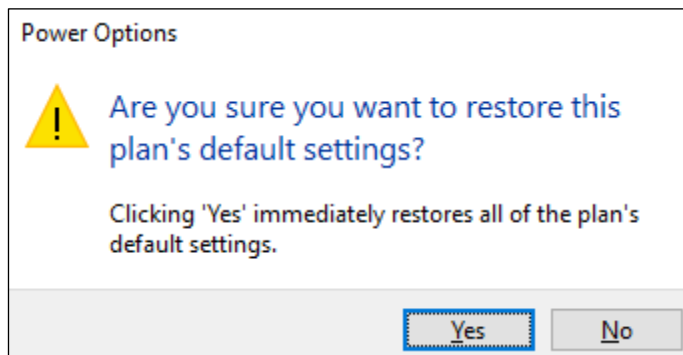 Power Options
Are you sure you want to restore this
plan's default settings?
Clicking 'Yes' immediately restores all of the plan's
default settings.
Yes
No